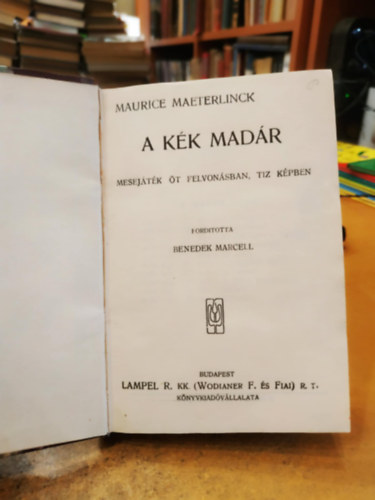 MAURICE MAETERLINCK
A KÉK MADÁR
MESEJÁTÉK ÖT FELVONÁSBAN, TIZ KÉPBEN
FORDITOTTA
BENEDEK MARCELL
BUDAPEST
LAMPEL R. KK. (WODIANER F. ÉS FIAI) R. T.
KÖNYVKIADÓVÁLLALATA